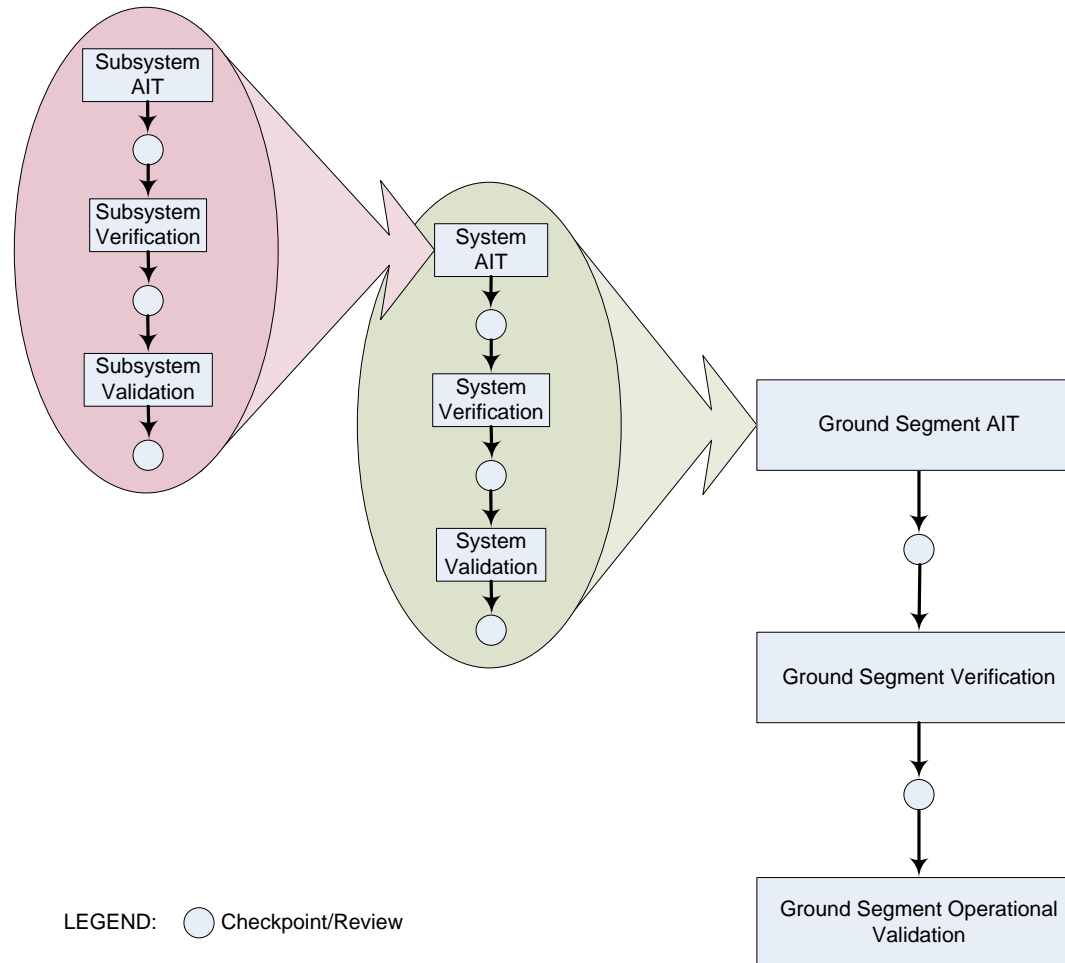 Subsystem
AIT
Subsystem
Verification
Subsystem
Validation
System
AIT
System
Verification
System
Validation
Ground Segment AIT
Ground Segment Verification
Ground Segment Operational
Validation
LEGEND: Checkpoint/Review